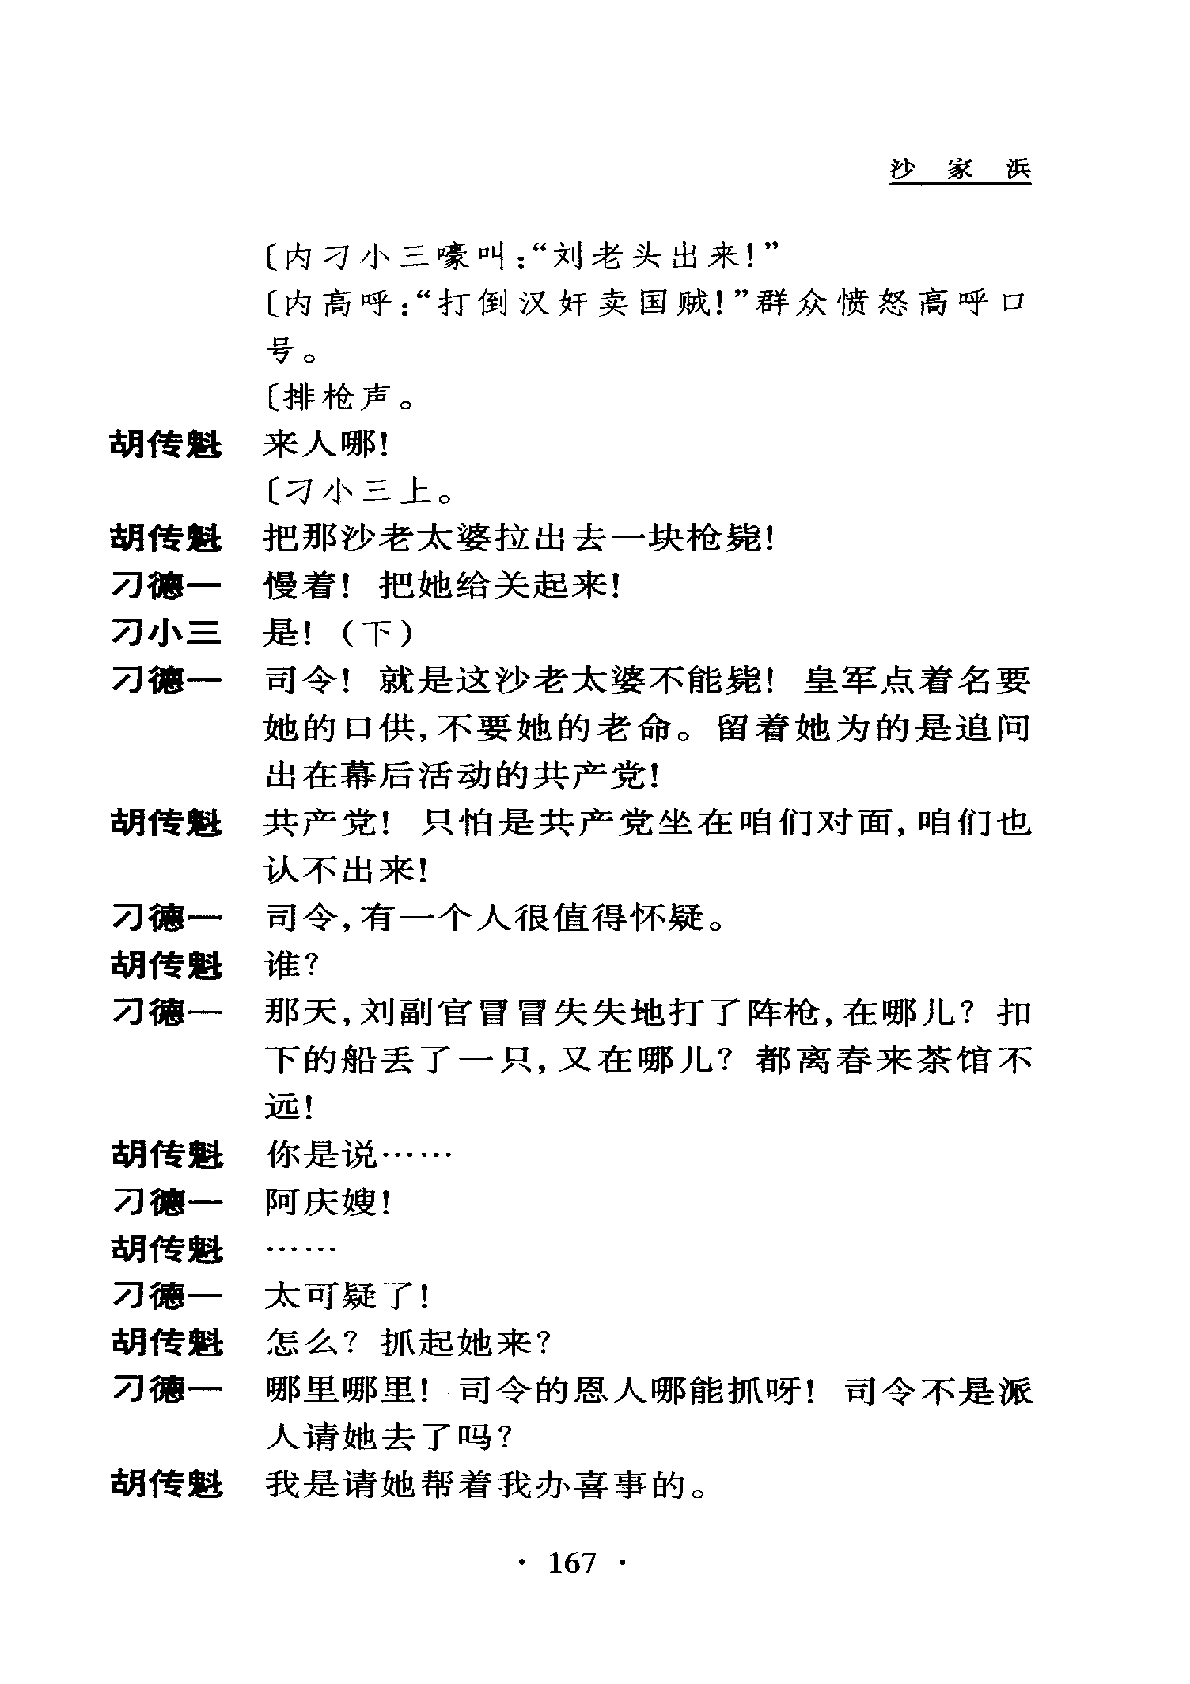 沙家浜
〔内刁小三嚎叫：“刘老头出来！”
〔内高呼：“打倒汉奸卖国贼！”群众愤怒高呼口
号。
〔排枪声。
胡传魁 来人哪！
〔刁小三上。
胡传魁 把那沙老太婆拉出去一块枪毙！
刁德一 慢着！把她给关起来！
刁小三 是！（下）
刁德一 司令！就是这沙老太婆不能毙！皇军点着名要
她的口供，不要她的老命。留着她为的是追问
出在幕后活动的共产党！
胡传魁 共产党！只怕是共产党坐在咱们对面，咱们也
认不出来！
刁德一 司令，有一个人很值得怀疑。
胡传魁 谁？
刁德一 那天，刘副官冒冒失失地打了阵枪，在哪儿？扣
下的船丢了一只，又在哪儿？都离春来茶馆不
远！
胡传魁 你是说……
刁德一 阿庆嫂！
胡传魁 ……
刁德一 太可疑了！
胡传魁 怎么？抓起她来？
刁德一 哪里哪里！司令的恩人哪能抓呀！司令不是派
人请她去了吗？
胡传魁 我是请她帮着我办喜事的。
· 167 ·